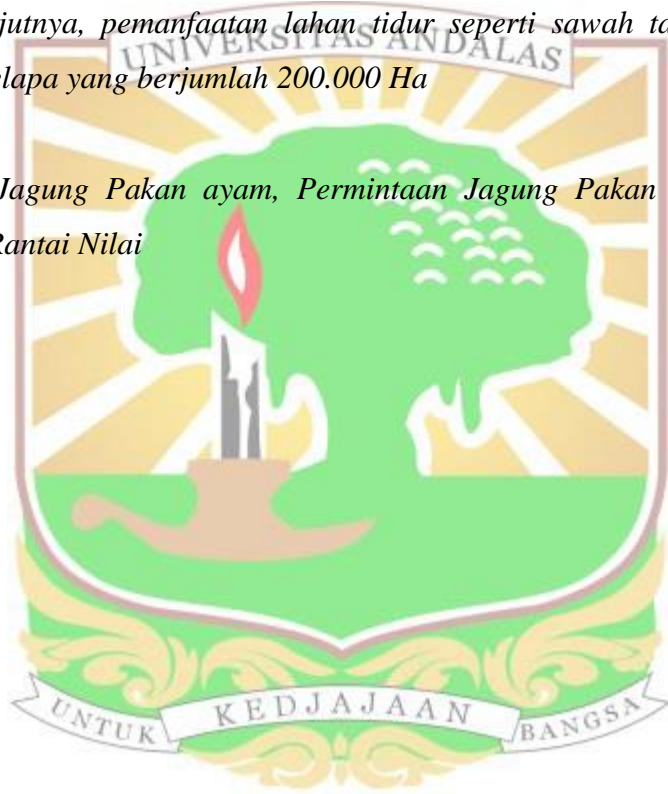 jutnya, pemanfaatan lahan tidur seperti sawah ta
UNIVERSITAS ANDALAS
elapa yang berjumlah 200.000 Ha
Jagung Pakan ayam, Permintaan Jagung Pakan
Rantai Nilai
UNTUK KEDJAJAAN BANGSA